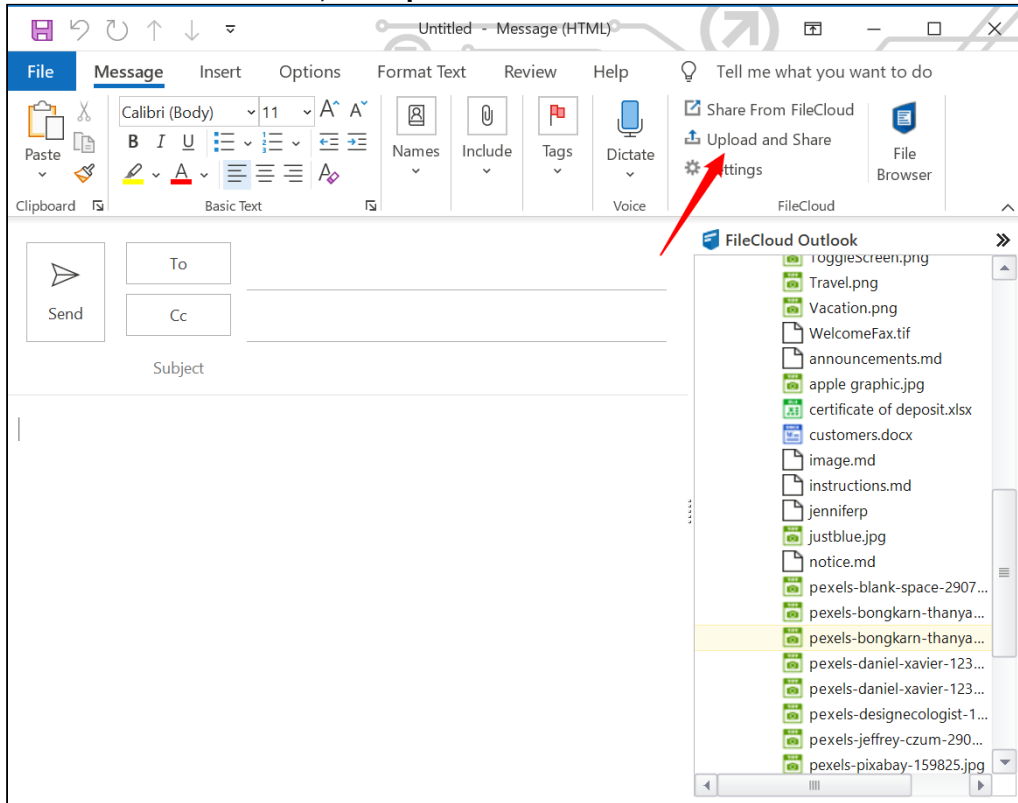 Untitled - Message (HTML)
File Message Insert Options Format Text Review Help Tell me what you want to do
Calibri (Body) 11 A A
Share From FileCloud
B I U
Upload and Share
Paste
A
Names Include Tags Dictate
Settings
File
Browser
Clipboard Basic Text Voice FileCloud
FileCloud Outlook
To
Send
Cc
Subject
ToggleScreen.png
Travel.png
Vacation.png
WelcomeFax.tif
announcements.md
apple graphic.jpg
certificate of deposit.xlsx
customers.docx
image.md
instructions.md
jenniferp
justblue.jpg
notice.md
pexels-blank-space-2907...
pexels-bongkarn-thanya...
pexels-bongkarn-thanya...
pexels-daniel-xavier-123...
pexels-daniel-xavier-123...
pexels-designecologist-1...
pexels-jeffrey-czum-290...
pexels-pixabay-159825.jpg